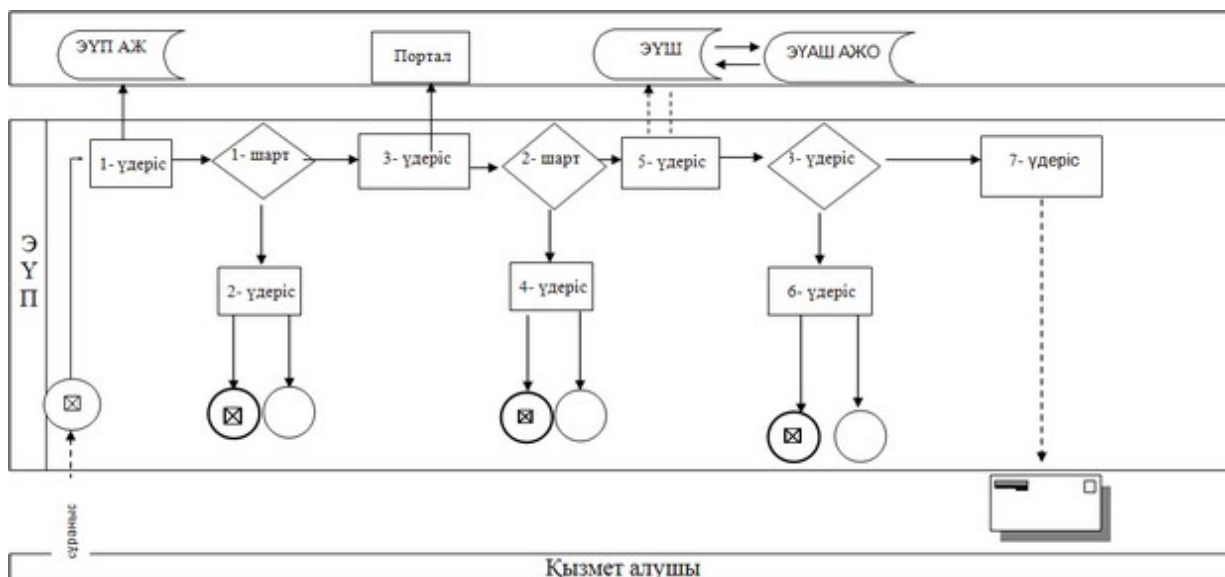 ЭҮП АЖ
Портал
ЭҮШ
ЭҮАШ АЖО
1- үдеріс
1- шарт
3- үдеріс
2- шарт
5- үдеріс
3- үдеріс
7- үдеріс
ЭҮП
2- үдеріс
4- үдеріс
6- үдеріс
сұраныс
Қызмет алушы